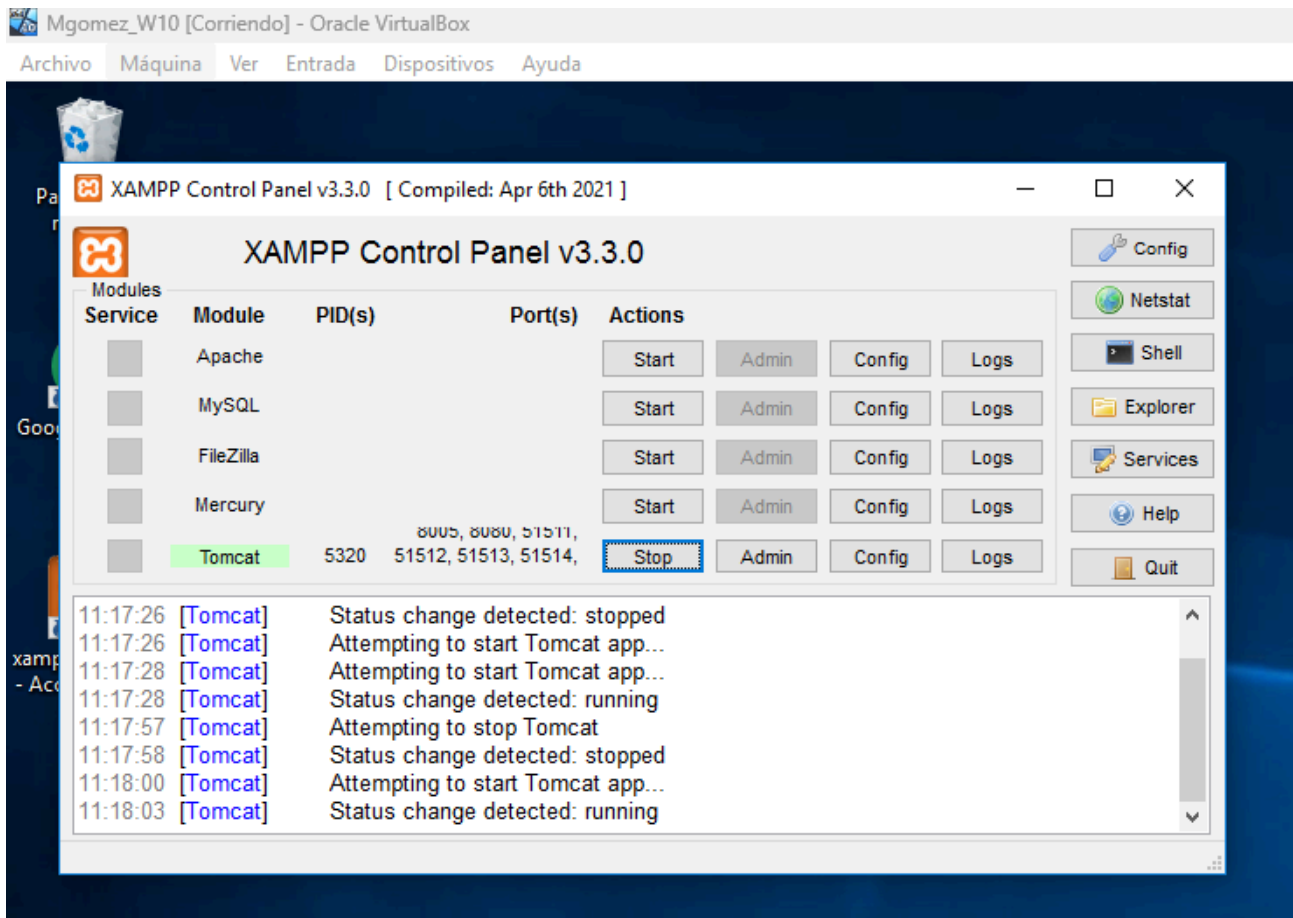 Mgomez_W10 [Corriendo] - Oracle VirtualBox
Archivo Máquina Ver Entrada Dispositivos Ayuda
XAMPP Control Panel v3.3.0 [ Compiled: Apr 6th 2021 ]
XAMPP Control Panel v3.3.0
Config
Modules
Service Module PID(s) Port(s) Actions
Netstat
Apache Start Admin Config Logs
Shell
MySQL Start Admin Config Logs
Explorer
FileZilla Start Admin Config Logs
Services
Mercury Start Admin Config Logs
Help
8005, 8080, 51511,
Tomcat 5320 51512, 51513, 51514, Stop Admin Config Logs
Quit
11:17:26 [Tomcat] Status change detected: stopped
11:17:26 [Tomcat] Attempting to start Tomcat app...
11:17:28 [Tomcat] Attempting to start Tomcat app...
11:17:28 [Tomcat] Status change detected: running
11:17:57 [Tomcat] Attempting to stop Tomcat
11:17:58 [Tomcat] Status change detected: stopped
11:18:00 [Tomcat] Attempting to start Tomcat app...
11:18:03 [Tomcat] Status change detected: running